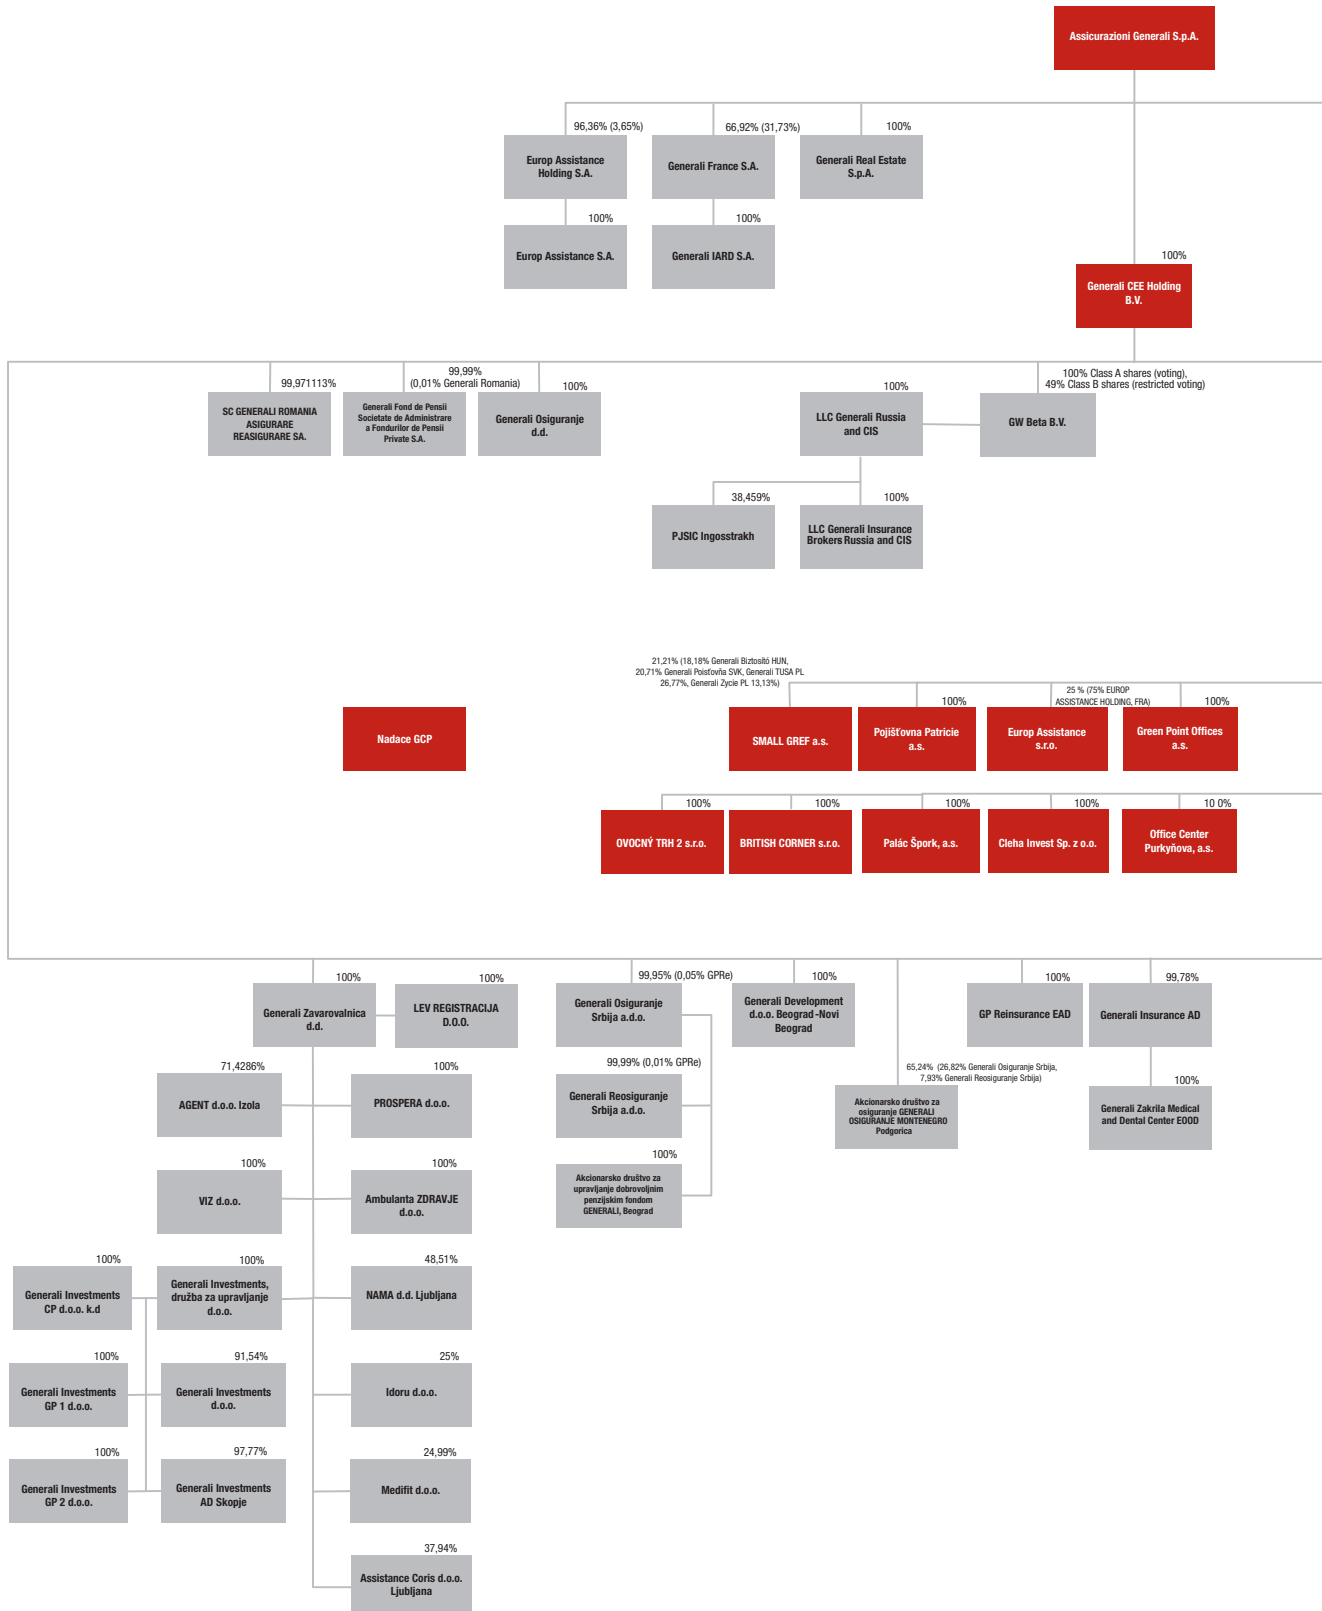 Assicurazioni Generali S.p.A.
96,36% (3,65%)
66,92% (31,73%)
100%
Europ Assistance
Holding S.A.
Generali France S.A.
Generali Real Estate
S.p.A.
100%
100%
Europ Assistance S.A.
Generali IARD S.A.
100%
Generali CEE Holding
B.V.
99,971113%
99,99%
(0,01% Generali Romania)
100%
100%
100% Class A shares (voting),
49% Class B shares (restricted voting)
SC GENERALI ROMANIA
ASIGURARE
REASIGURARE SA.
Generali Fond de Pensii
Societate de Administrare
a Fondurilor de Pensii
Private S.A.
Generali Osiguranje
d.d.
LLC Generali Russia
and CIS
GW Beta B.V.
38,459%
100%
PJSIC Ingosstrakh
LLC Generali Insurance
Brokers Russia and CIS
21,21% (18,18% Generali Biztosító HUN,
20,71% Generali Poisťovňa SVK, Generali TUSA PL
26,77%, Generali Zycie PL 13,13%)
100%
25 % (75% EUROP
ASSISTANCE HOLDING, FRA)
100%
Nadace GCP
SMALL GREF a.s.
Pojišťovna Patricie
a.s.
Europ Assistance
s.r.o.
Green Point Offices
a.s.
100%
100%
100%
100%
10 0%
OVOCNÝ TRH 2 s.r.o.
BRITISH CORNER s.r.o.
Palác Špork, a.s.
Cleha Invest Sp. z o.o.
Office Center
Purkyňova, a.s.
100%
100%
99,95% (0,05% GPRe)
100%
100%
99,78%
Generali Zavarovalnica
d.d.
LEV REGISTRACIJA
D.O.O.
Generali Osiguranje
Srbija a.d.o.
Generali Development
d.o.o. Beograd -Novi
Beograd
GP Reinsurance EAD
Generali Insurance AD
71,4286%
100%
99,99% (0,01% GPRe)
65,24% (26,82% Generali Osiguranje Srbija,
7,93% Generali Reosiguranje Srbija)
100%
AGENT d.o.o. Izola
PROSPERA d.o.o.
Generali Reosiguranje
Srbija a.d.o.
Akcionarsko društvo za
osiguranje GENERALI
OSIGURANJE MONTENEGRO
Podgorica
Generali Zakrila Medical
and Dental Center EOOD
100%
100%
100%
VIZ d.o.o.
Ambulanta ZDRAVJE
d.o.o.
Akcionarsko društvo za
upravljanje dobrovoljnim
penzijskim fondom
GENERALI, Beograd
100%
100%
48,51%
Generali Investments
CP d.o.o. k.d
Generali Investments,
družba za upravljanje
d.o.o.
NAMA d.d. Ljubljana
100%
91,54%
25%
Generali Investments
GP 1 d.o.o.
Generali Investments
d.o.o.
Idoru d.o.o.
100%
97,77%
24,99%
Generali Investments
GP 2 d.o.o.
Generali Investments
AD Skopje
Medifit d.o.o.
37,94%
Assistance Coris d.o.o.
Ljubljana